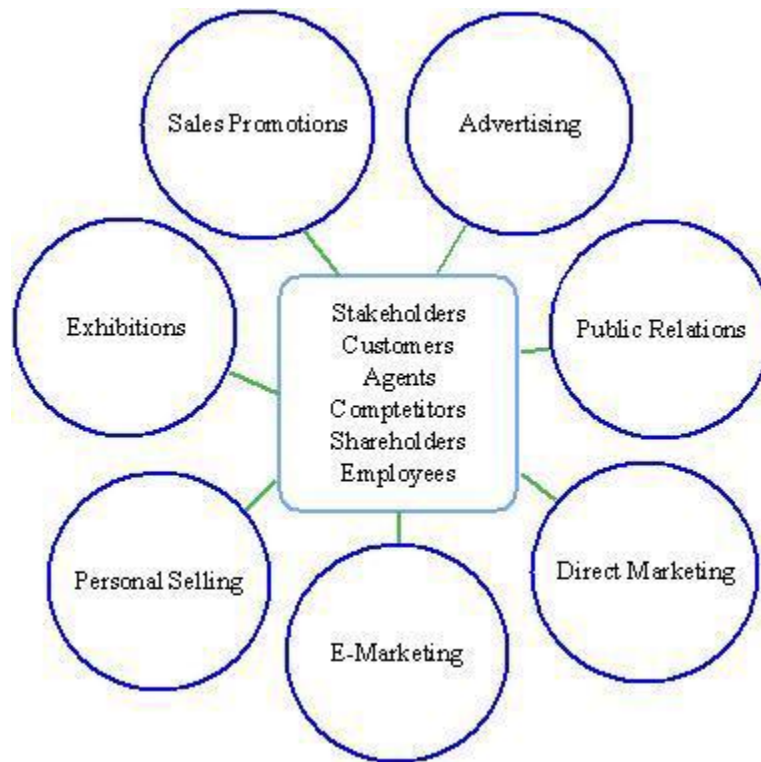 Sales Promotions
Advertising
Exhibitions
Stakeholders
Customers
Agents
Comptetitors
Shareholders
Employees
Public Relations
Personal Selling
E-Marketing
Direct Marketing